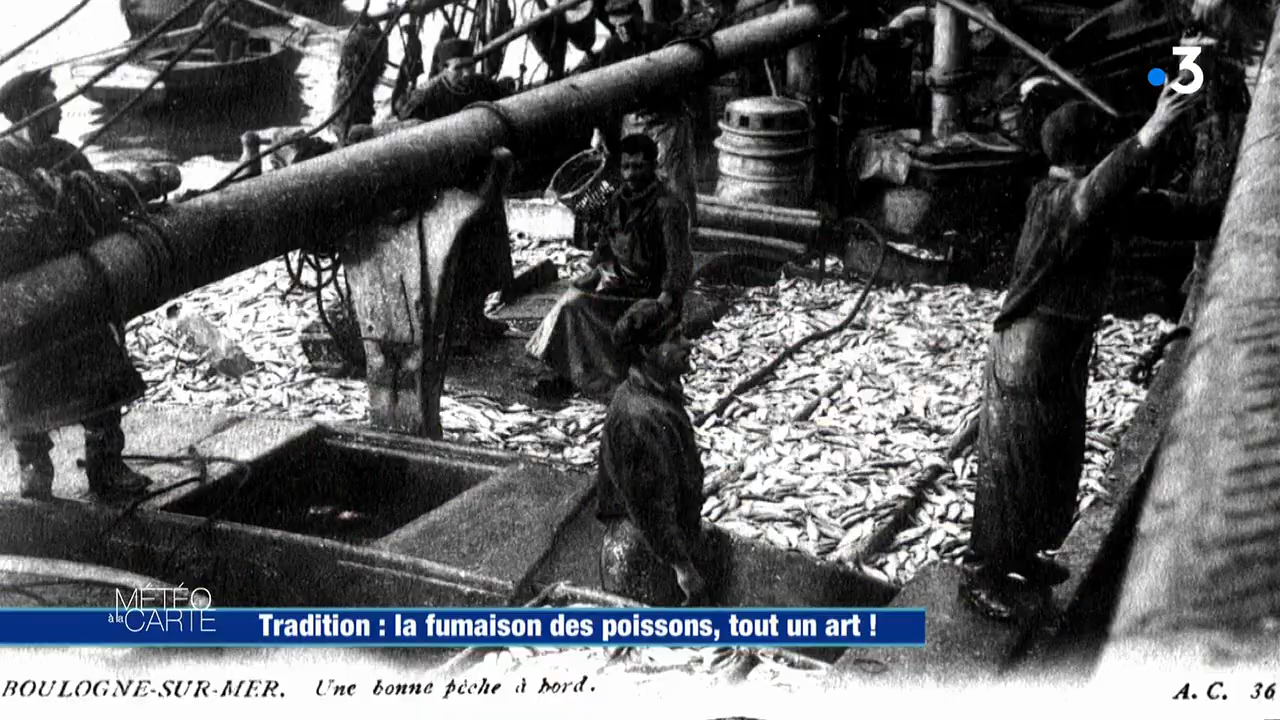 3
MÉTÉO
à la CARTE
Tradition : la fumaison des poissons, tout un art !
BOULOGNE-SUR-MER. Une bonne pêche à bord.
A. C. 36